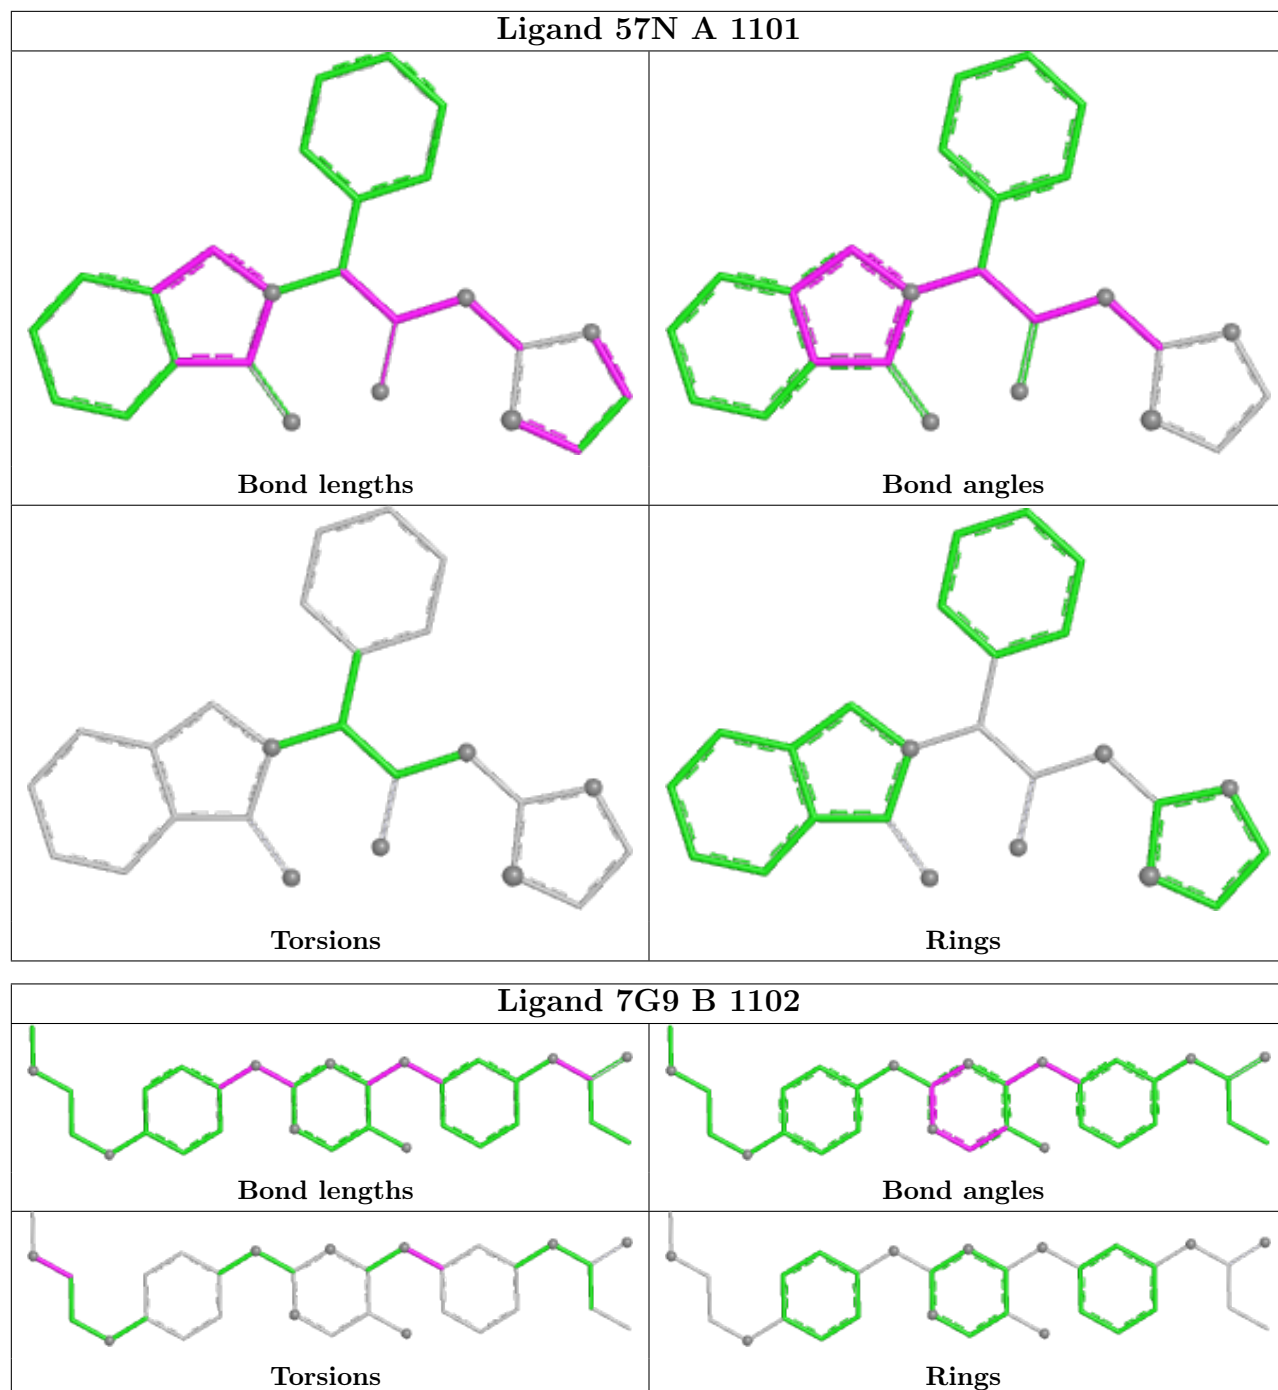 Ligand 57N A 1101
Bond lengths
Bond angles
Torsions
Rings
Ligand 7G9 B 1102
Bond lengths
Bond angles
Torsions
Rings